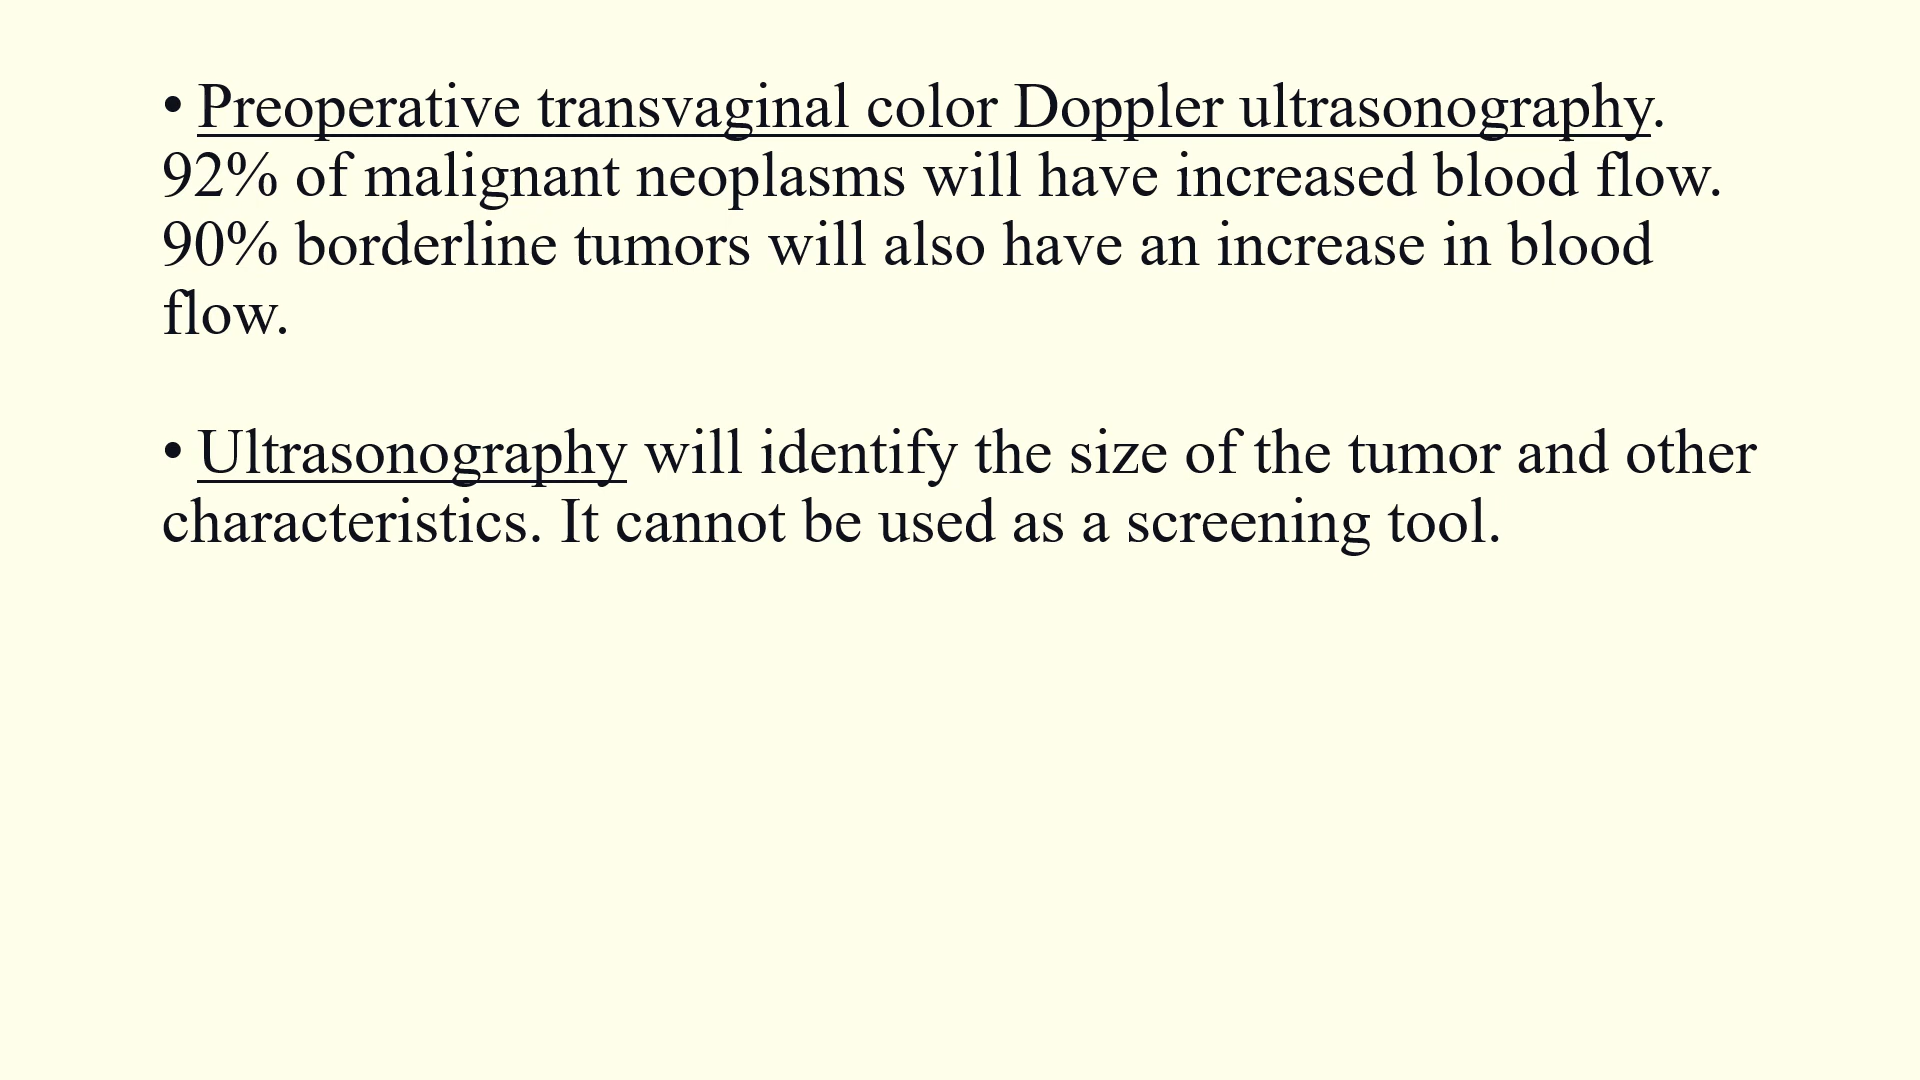 • Preoperative transvaginal color Doppler ultrasonography.
92% of malignant neoplasms will have increased blood flow.
90% borderline tumors will also have an increase in blood
flow.
• Ultrasonography will identify the size of the tumor and other
characteristics. It cannot be used as a screening tool.